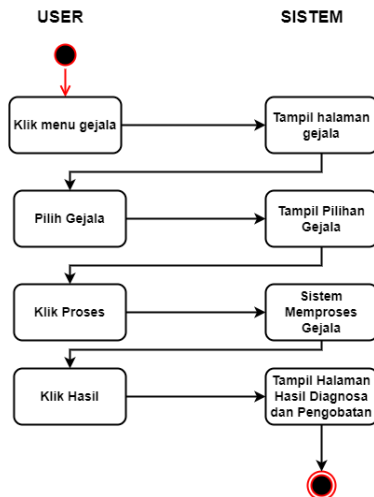 USER
SISTEM
Klik menu gejala
Tampil halaman
gejala
Pilih Gejala
Tampil Pilihan
Gejala
Klik Proses
Sistem
Memproses
Gejala
Klik Hasil
Tampil Halaman
Hasil Diagnosa
dan Pengobatan